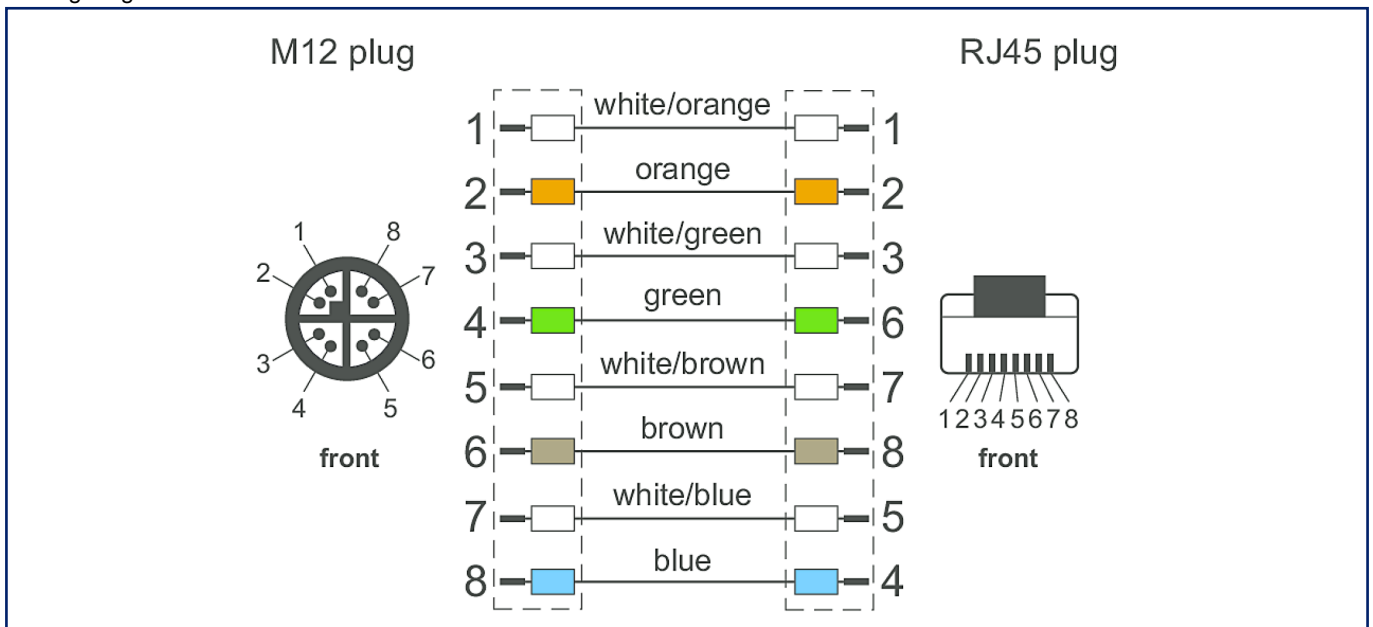 M12 plug
RJ45 plug
white/orange
1 1
orange
2 2
white/green
3 3
green
4 6
white/brown
5 7
brown
6 8
white/blue
7 5
blue
8 4
1 8
2 7
3 6
4 5
front
12345678
front